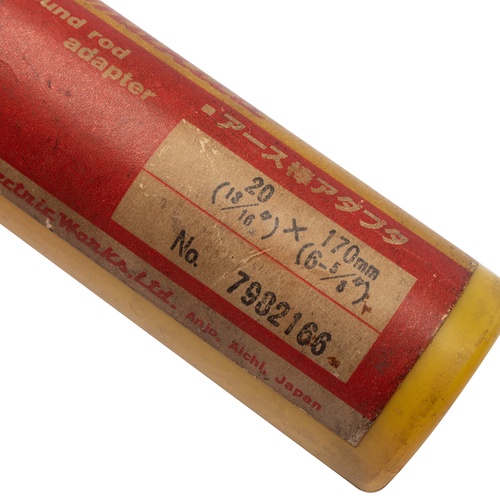 und rod
adapter
■アース棒アダプタ
20 × 170mm
(13/16") (6-5/8")
No. 7982166
ectric Works, Ltd. Anjo, Aichi, Japan